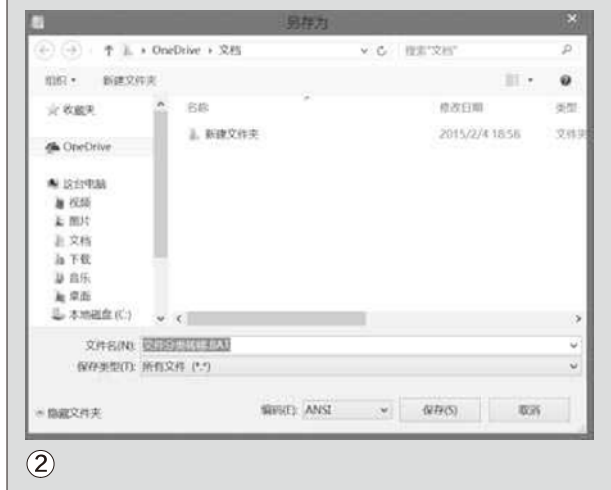 另存为
↑ ▸ OneDrive ▸ 文档
搜索"文档"
组织 新建文件夹
收藏夹
名称 修改日期 类型
新建文件夹 2015/2/4 18:56 文件夹
OneDrive
这台电脑
视频
图片
文档
下载
音乐
桌面
本地磁盘 (C:)
文件名(N): .BAT
保存类型(T): 所有文件 (*.*)
隐藏文件夹 编码(E): ANSI 保存(S) 取消
②